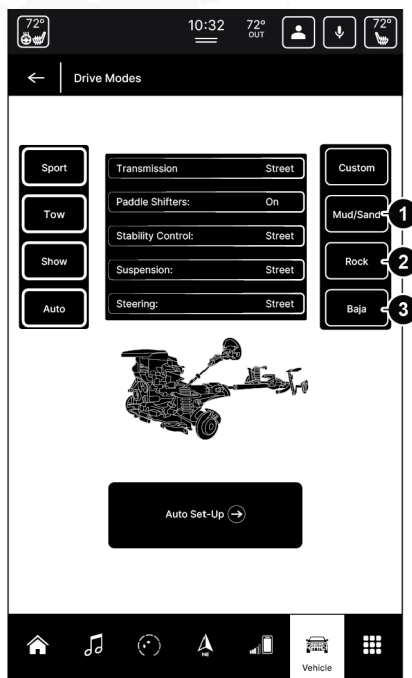 72° 10:32 72° OUT 72°
Drive Modes
Sport
Tow
Show
Auto
Transmission Street
Paddle Shifters: On
Stability Control: Street
Suspension: Street
Steering: Street
Custom
Mud/Sand 1
Rock 2
Baja 3
Auto Set-Up
NE
Vehicle